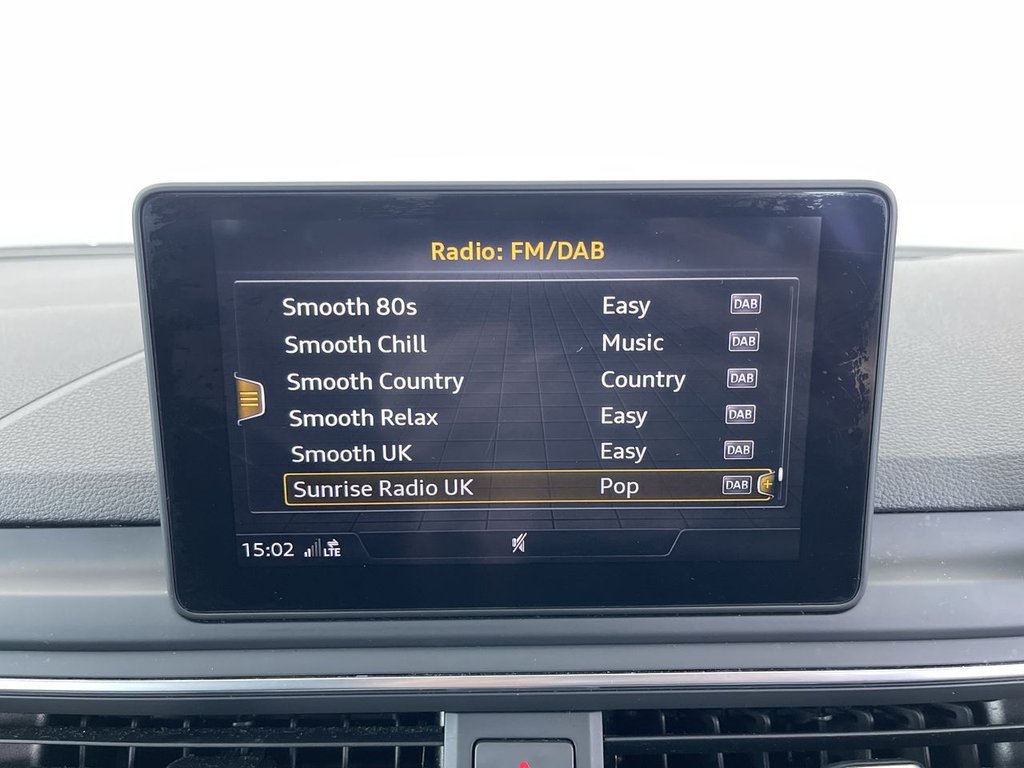 Radio: FM/DAB
Smooth 80s Easy DAB
Smooth Chill Music DAB
Smooth Country Country DAB
Smooth Relax Easy DAB
Smooth UK Easy DAB
Sunrise Radio UK Pop DAB
15:02 LTE